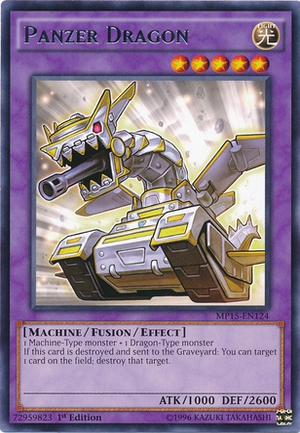 PANZER DRAGON
LIGHT
光
MP15-EN124
[MACHINE/FUSION/EFFECT]
1 Machine-Type monster + 1 Dragon-Type monster
If this card is destroyed and sent to the Graveyard: You can target
1 card on the field; destroy that target.
ATK/1000 DEF/2600
72959823 1st Edition ©1996 KAZUKI TAKAHASHI